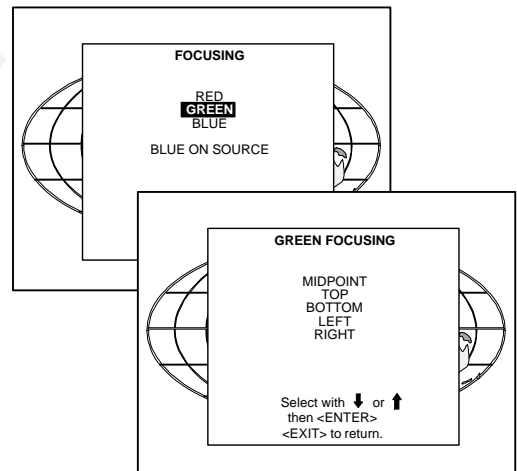 FOCUSING
RED
GREEN
BLUE
BLUE ON SOURCE
GREEN FOCUSING
MIDPOINT
TOP
BOTTOM
LEFT
RIGHT
Select with ⬇ or ⬆
then <ENTER>
<EXIT> to return.